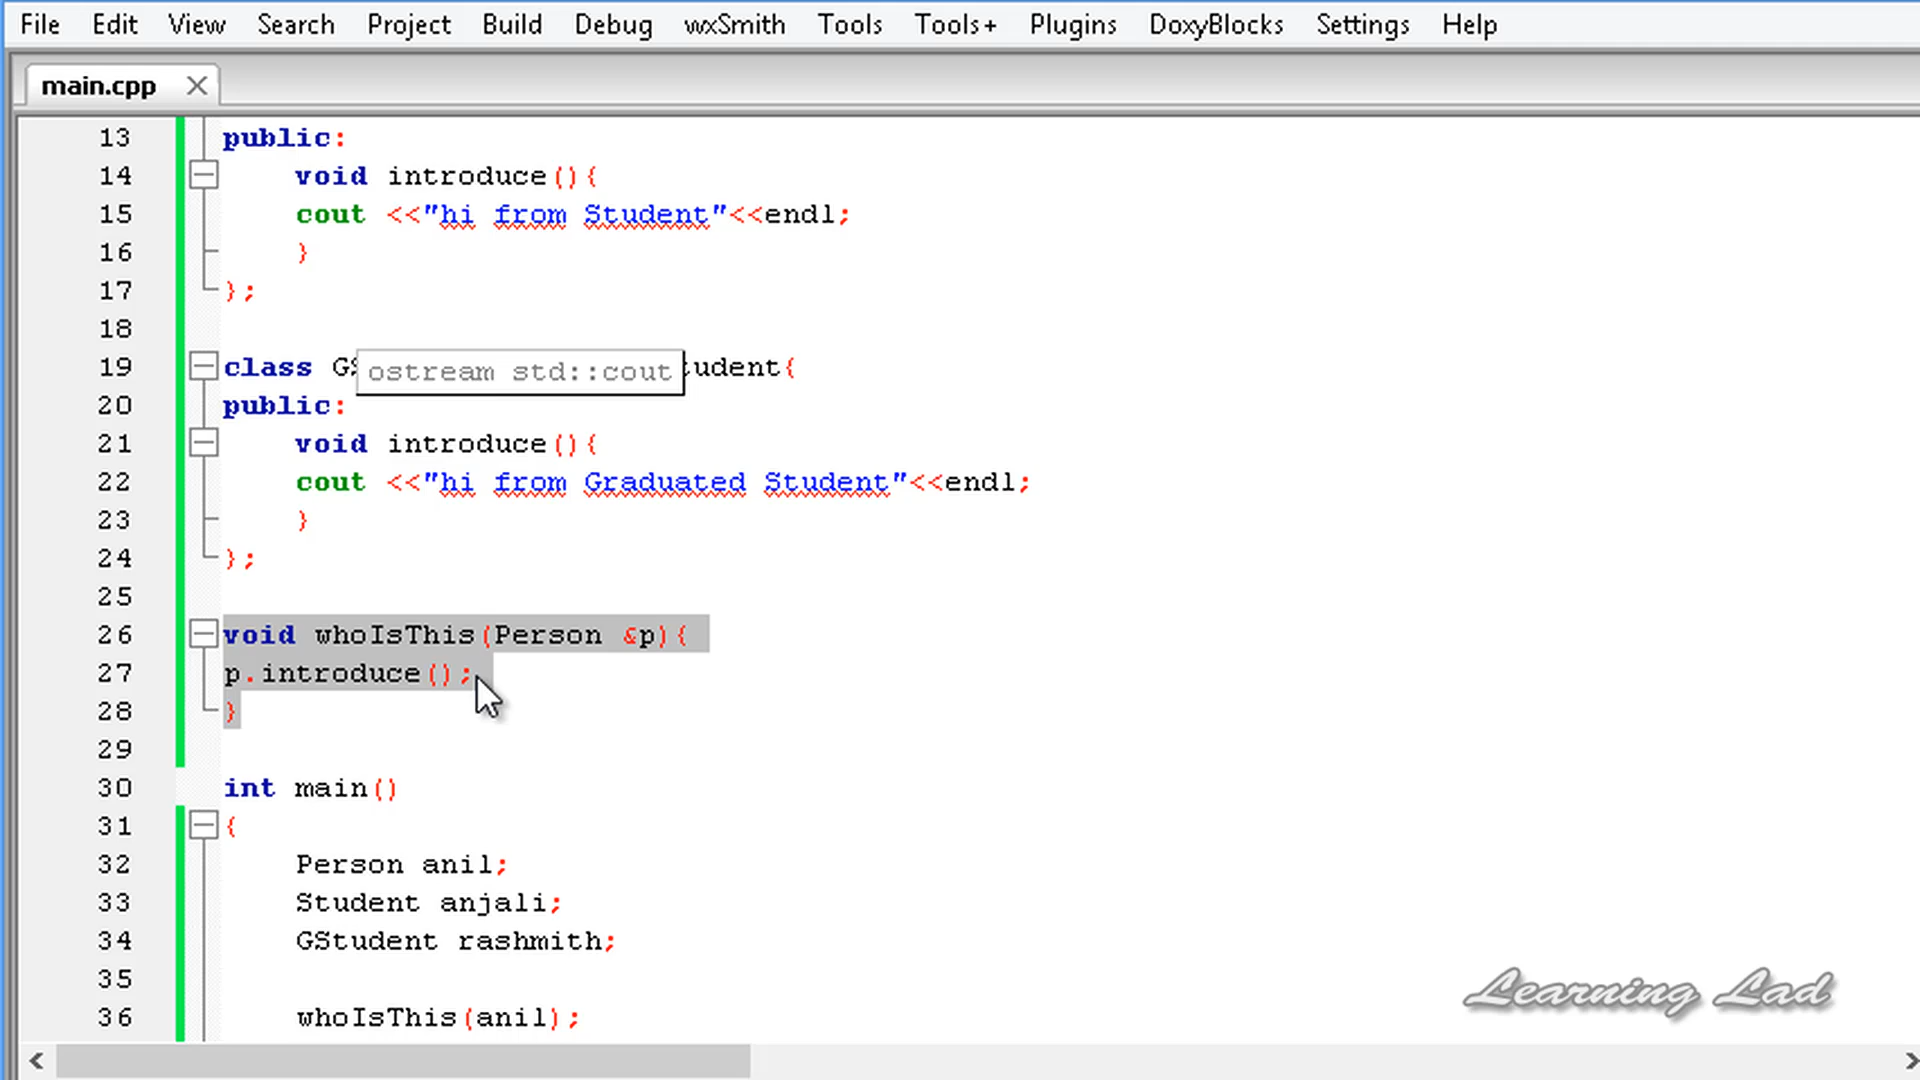 File Edit View Search Project Build Debug wxSmith Tools Tools+ Plugins DoxyBlocks Settings Help
main.cpp
13 public:
14 void introduce(){
15 cout <<"hi from Student"<<endl;
16 }
17 };
18
19 class GS ostream std::cout tudent{
20 public:
21 void introduce(){
22 cout <<"hi from Graduated Student"<<endl;
23 }
24 };
25
26 void whoIsThis(Person &p){
27 p.introduce();
28 }
29
30 int main()
31 {
32 Person anil;
33 Student anjali;
34 GStudent rashmith;
35
36 whoIsThis(anil);
Learning Lad